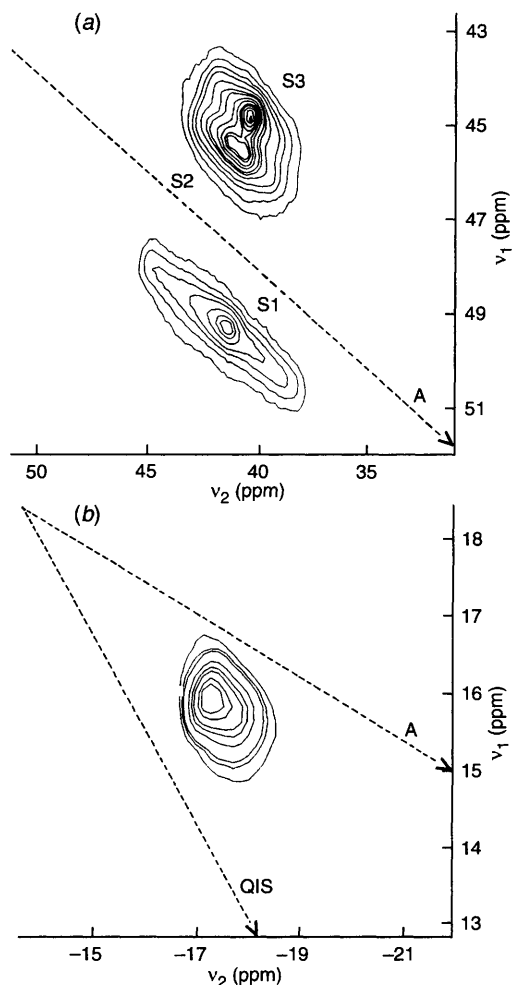 (a)
43
S3
45
S2
47
ν₁ (ppm)
S1
49
A
51
50
45
40
35
ν₂ (ppm)
(b)
18
17
16
ν₁ (ppm)
A
15
14
QIS
13
−15
−17
−19
−21
ν₂ (ppm)